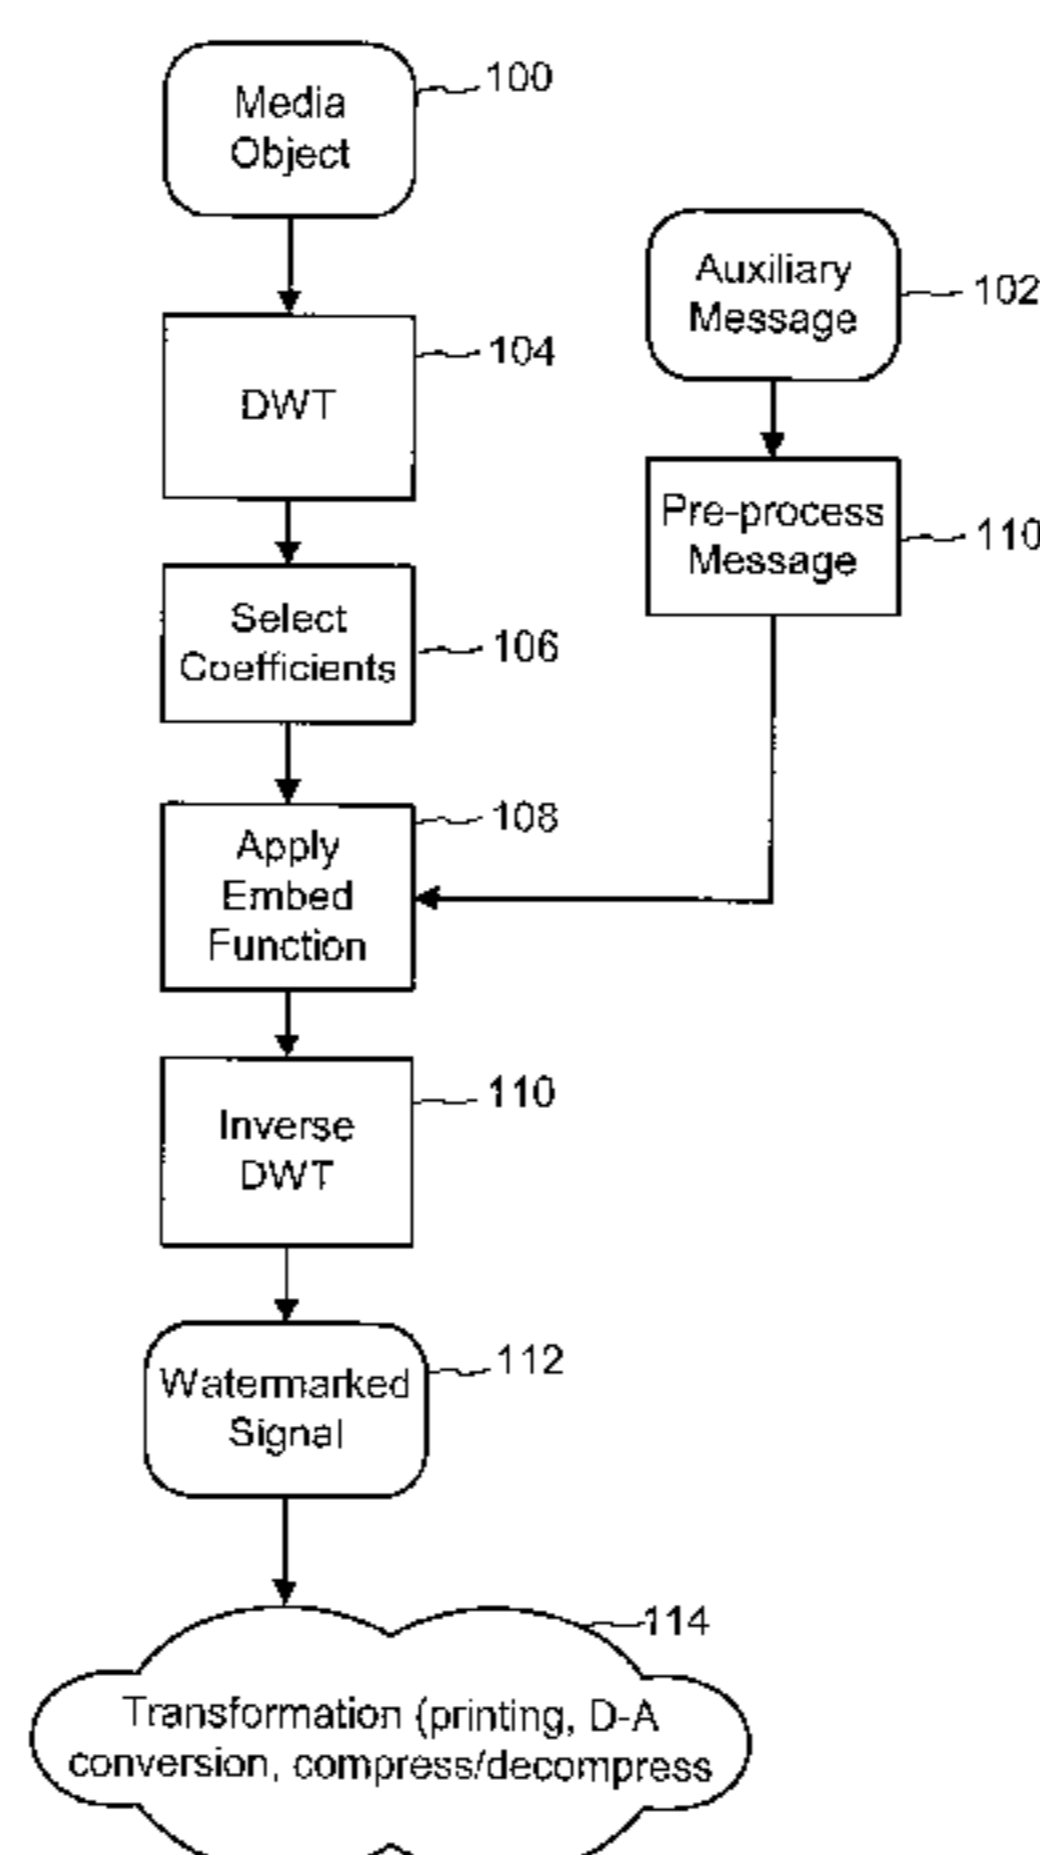 Media
Object
100
Auxiliary
Message
102
DWT
104
Pre-process
Message
110
Select
Coefficients
106
Apply
Embed
Function
108
Inverse
DWT
110
Watermarked
Signal
112
114
Transformation (printing, D-A
conversion, compress/decompress